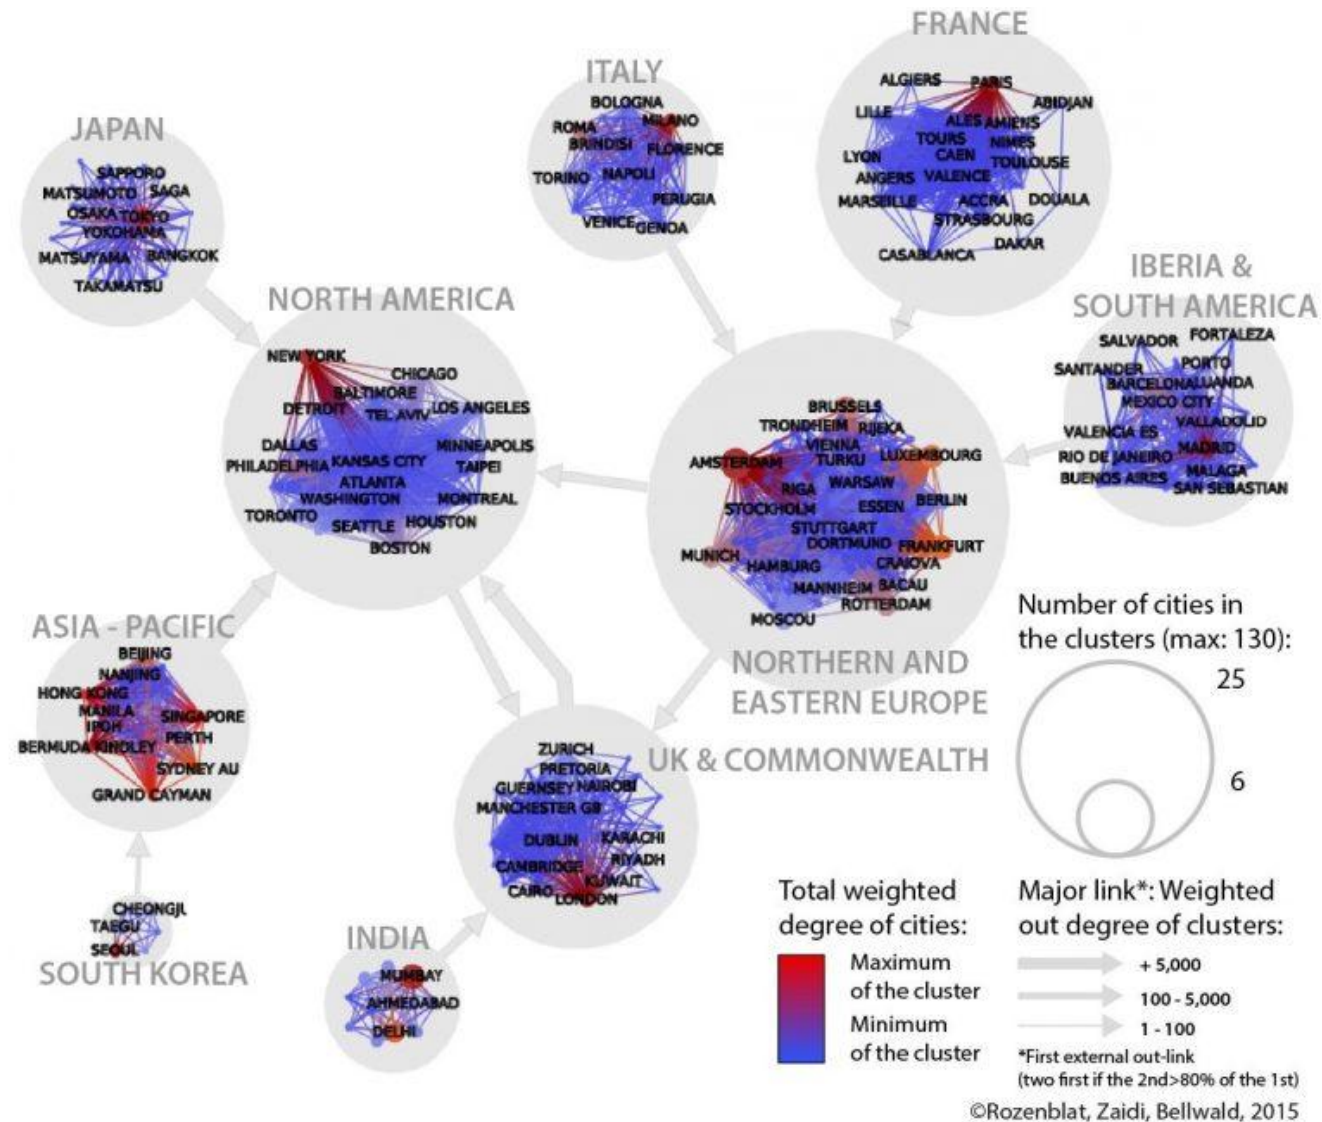 FRANCE
ALGIERS
PARIS
ABIDJAN
LILLE
ALES
AMIENS
TOURS
NIMES
LYON
CAEN
TOULOUSE
ANGERS
VALENCE
MARSEILLE
ACCRA
DOUALA
STRASBOURG
DAKAR
CASABLANCA
ITALY
BOLOGNA
MILANO
ROMA
BRINDISI
FLORENCE
TORINO
NAPOLI
PERUGIA
VENICE
GENOA
JAPAN
SAPPORO
MATSUMOTO
SAGA
OSAKA
TOKYO
YOKOHAMA
MATSUYAMA
BANGKOK
TAKAMATSU
IBERIA &
SOUTH AMERICA
SALVADOR
FORTALEZA
SANTANDER
PORTO
BARCELONA
LUANDA
MEXICO CITY
VALLADOLID
VALENCIA ES
MADRID
RIO DE JANEIRO
MALAGA
BUENOS AIRES
SAN SEBASTIAN
NORTH AMERICA
NEW YORK
CHICAGO
BALTIMORE
DETROIT
TEL AVIV
LOS ANGELES
DALLAS
MINNEAPOLIS
PHILADELPHIA
KANSAS CITY
TAIPEI
ATLANTA
WASHINGTON
MONTREAL
TORONTO
SEATTLE
HOUSTON
BOSTON
BRUSSELS
TRONDHEIM
RIJEKA
VIENNA
AMSTERDAM
TURKU
LUXEMBOURG
RIGA
WARSAW
BERLIN
STOCKHOLM
ESSEN
STUTTGART
DORTMUND
FRANKFURT
MUNICH
HAMBURG
CRAIOVA
MANNHEIM
BACAU
ROTTERDAM
MOSCOU
NORTHERN AND
EASTERN EUROPE
ASIA - PACIFIC
BEIJING
NANJING
HONG KONG
MANILA
SINGAPORE
IPOH
PERTH
BERMUDA KINDLEY
SYDNEY AU
GRAND CAYMAN
UK & COMMONWEALTH
ZURICH
PRETORIA
GUERNSEY
NAIROBI
MANCHESTER GB
DUBLIN
KARACHI
CAMBRIDGE
RIYADH
KUWAIT
CAIRO
LONDON
CHEONGJU
TAEGU
SEOUL
SOUTH KOREA
INDIA
MUMBAY
AHMEDABAD
DELHI
Number of cities in
the clusters (max: 130):
25
6
Total weighted
degree of cities:
Maximum
of the cluster
Minimum
of the cluster
Major link*: Weighted
out degree of clusters:
+ 5,000
100 - 5,000
1 - 100
*First external out-link
(two first if the 2nd>80% of the 1st)
©Rozenblat, Zaidi, Bellwald, 2015